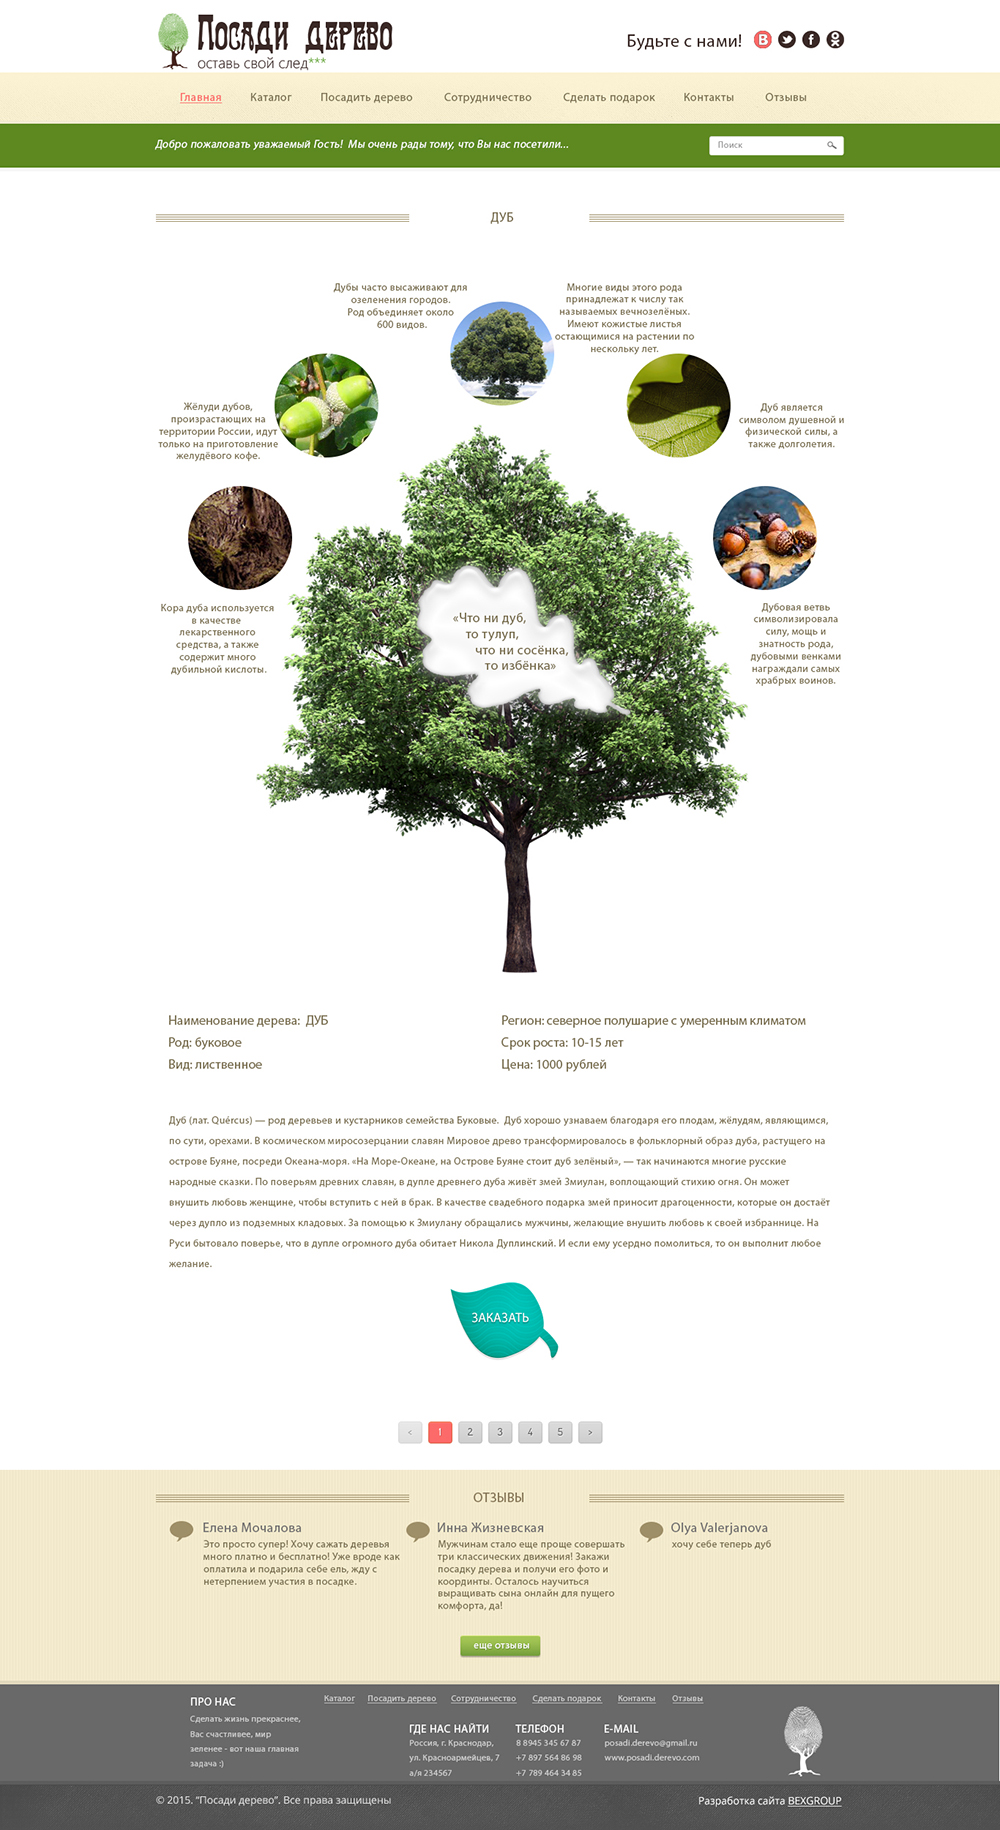 Посади дерево
оставь свой след***
Будьте с нами!
Главная Каталог Посадить дерево Сотрудничество Сделать подарок Контакты Отзывы
Добро пожаловать уважаемый Гость! Мы очень рады тому, что Вы нас посетили...
Поиск
ДУБ
Дубы часто высаживают для
озеленения городов.
Род объединяет около
600 видов.
Многие виды этого рода
принадлежат к числу так
называемых вечнозелёных.
Имеют кожистые листья
остающимися на растении по
нескольку лет.
Жёлуди дубов,
произрастающих на
территории России, идут
только на приготовление
желудёвого кофе.
Дуб является
символом душевной и
физической силы, а
также долголетия.
Кора дуба используется
в качестве
лекарственного
средства, а также
содержит много
дубильной кислоты.
«Что ни дуб,
то тулуп,
что ни сосёнка,
то избёнка»
Дубовая ветвь
символизировала
силу, мощь и
знатность рода,
дубовыми венками
награждали самых
храбрых воинов.
Наименование дерева: ДУБ
Род: буковое
Вид: лиственное
Регион: северное полушарие с умеренным климатом
Срок роста: 10-15 лет
Цена: 1000 рублей
Дуб (лат. Quércus) — род деревьев и кустарников семейства Буковые. Дуб хорошо узнаваем благодаря его плодам, жёлудям, являющимся,
по сути, орехами. В космическом миросозерцании славян Мировое древо трансформировалось в фольклорный образ дуба, растущего на
острове Буяне, посреди Океана-моря. «На Море-Океане, на Острове Буяне стоит дуб зелёный», — так начинаются многие русские
народные сказки. По поверьям древних славян, в дупле древнего дуба живёт змей Змиулан, воплощающий стихию огня. Он может
внушить любовь женщине, чтобы вступить с ней в брак. В качестве свадебного подарка змей приносит драгоценности, которые он достаёт
через дупло из подземных кладовых. За помощью к Змиулану обращались мужчины, желающие внушить любовь к своей избраннице. На
Руси бытовало поверье, что в дупле огромного дуба обитает Никола Дуплинский. И если ему усердно помолиться, то он выполнит любое
желание.
ЗАКАЗАТЬ
< 1 2 3 4 5 >
ОТЗЫВЫ
Елена Мочалова
Это просто супер! Хочу сажать деревья
много платно и бесплатно! Уже вроде как
оплатила и подарила себе ель, жду с
нетерпением участия в посадке.
Инна Жизневская
Мужчинам стало еще проще совершать
три классических движения! Закажи
посадку дерева и получи его фото и
координты. Осталось научиться
выращивать сына онлайн для пущего
комфорта, да!
Olya Valerjanova
хочу себе теперь дуб
еще отзывы
ПРО НАС
Сделать жизнь прекраснее,
Вас счастливее, мир
зеленее - вот наша главная
задача :)
Каталог Посадить дерево Сотрудничество Сделать подарок Контакты Отзывы
ГДЕ НАС НАЙТИ
Россия, г. Краснодар,
ул. Красноармейцев, 7
а/я 234567
ТЕЛЕФОН
8 8945 345 67 87
+7 897 564 86 98
+7 789 464 34 85
E-MAIL
posadi.derevo@gmail.ru
www.posadi.derevo.com
© 2015. “Посади дерево”. Все права защищены
Разработка сайта BEXGROUP